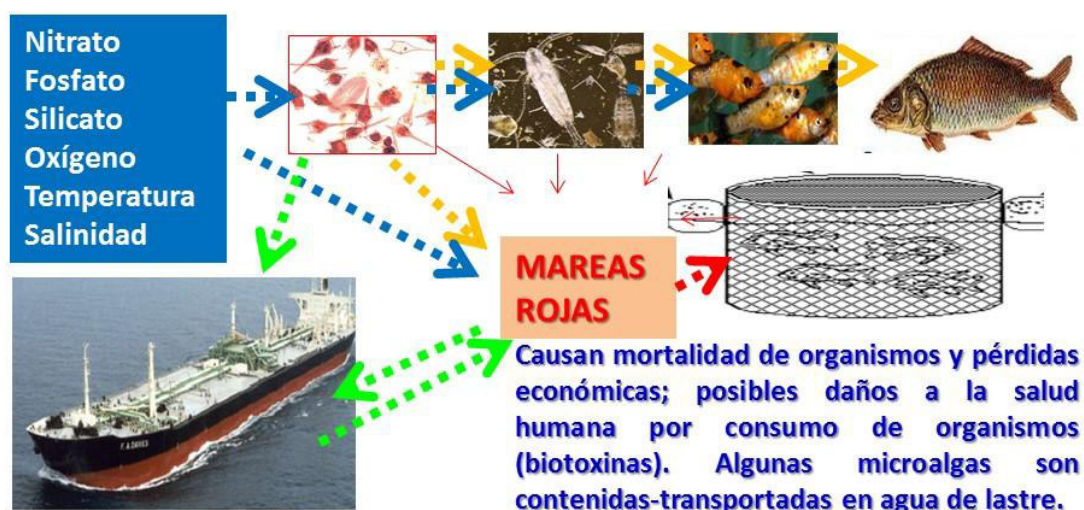 Nitrato
Fosfato
Silicato
Oxígeno
Temperatura
Salinidad
MAREAS
ROJAS
Causan mortalidad de organismos y pérdidas
económicas; posibles daños a la salud
humana por consumo de organismos
(biotoxinas). Algunas microalgas son
contenidas-transportadas en agua de lastre.